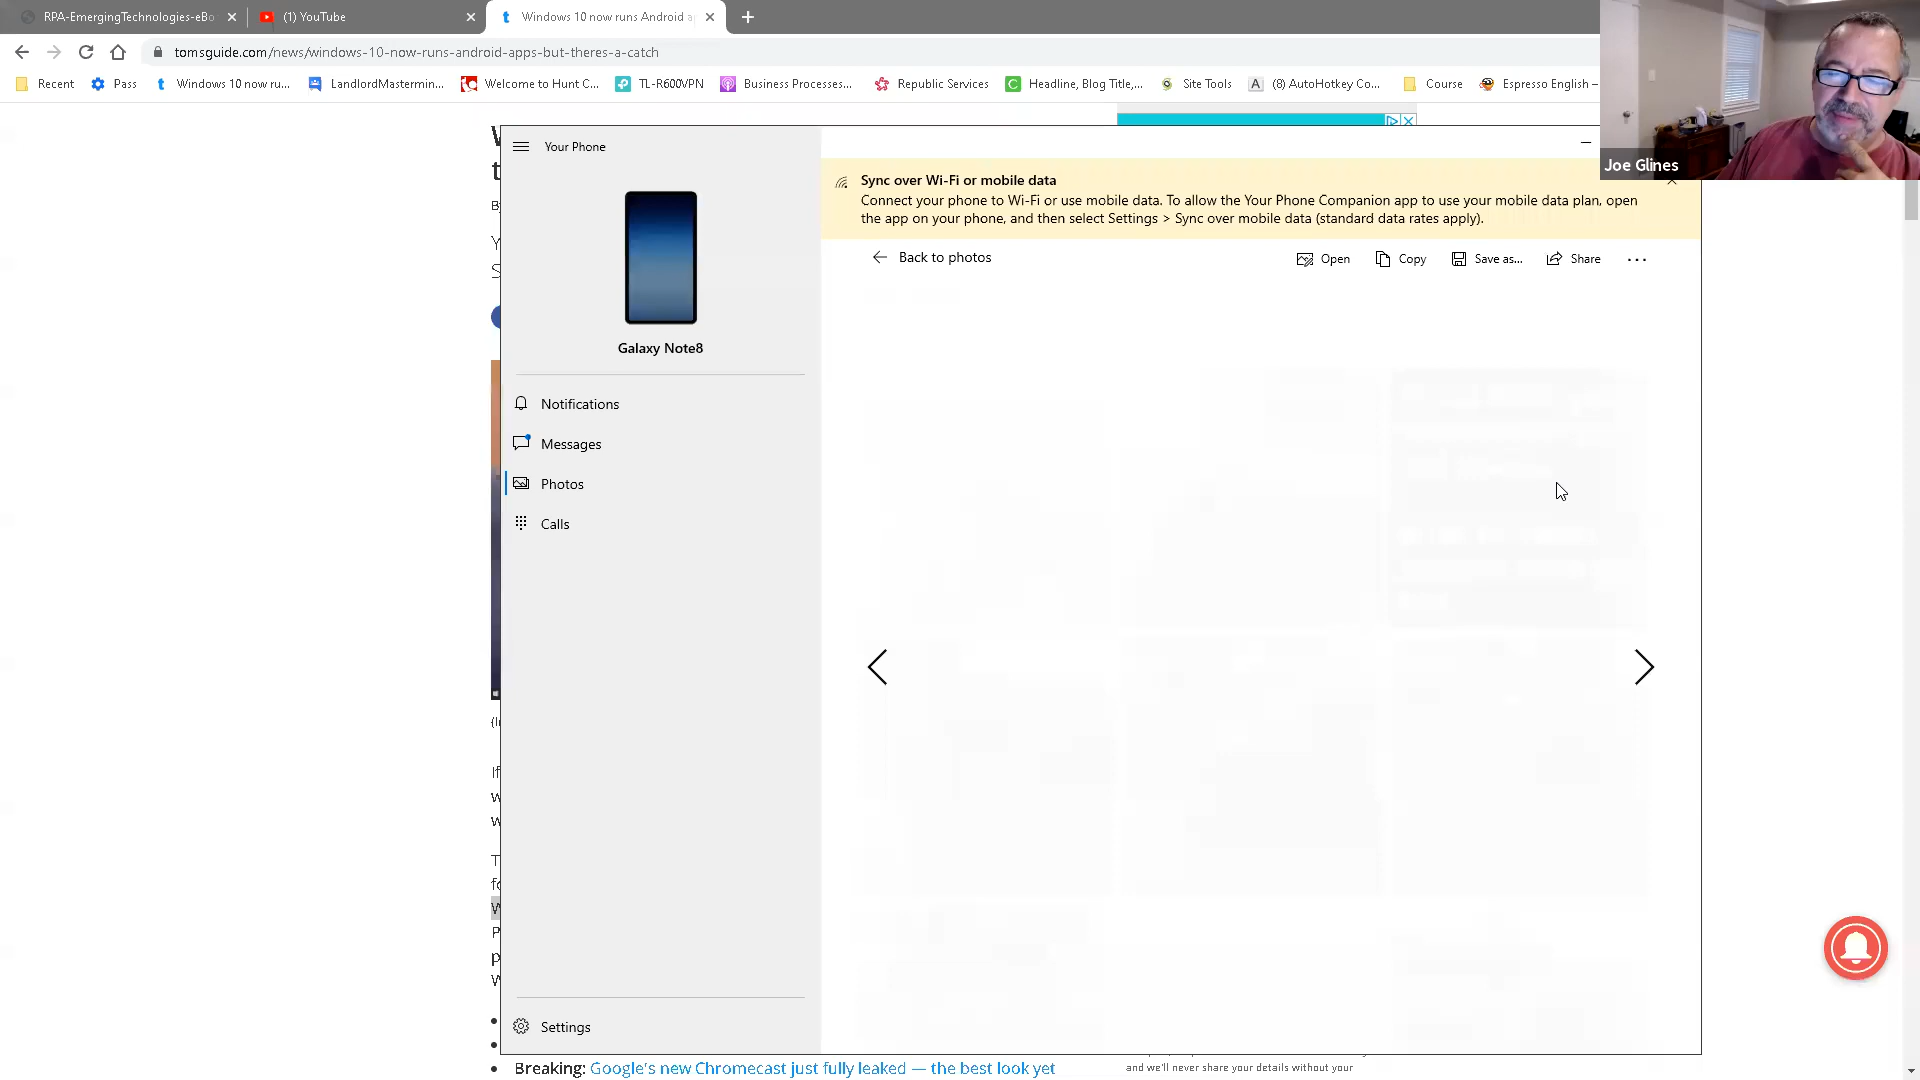 RPA-EmergingTechnologies-eBo
(1) YouTube
Windows 10 now runs Android a
tomsguide.com/news/windows-10-now-runs-android-apps-but-theres-a-catch
Recent
Pass
Windows 10 now ru...
LandlordMastermin...
Welcome to Hunt C...
TL-R600VPN
Business Processes...
Republic Services
Headline, Blog Title,...
Site Tools
(8) AutoHotkey Co...
Course
Espresso English –
Joe Glines
Your Phone
Galaxy Note8
Notifications
Messages
Photos
Calls
Settings
Sync over Wi-Fi or mobile data
Connect your phone to Wi-Fi or use mobile data. To allow the Your Phone Companion app to use your mobile data plan, open
the app on your phone, and then select Settings > Sync over mobile data (standard data rates apply).
Back to photos
Open
Copy
Save as...
Share
Breaking: Google's new Chromecast just fully leaked — the best look yet
and we'll never share your details without your